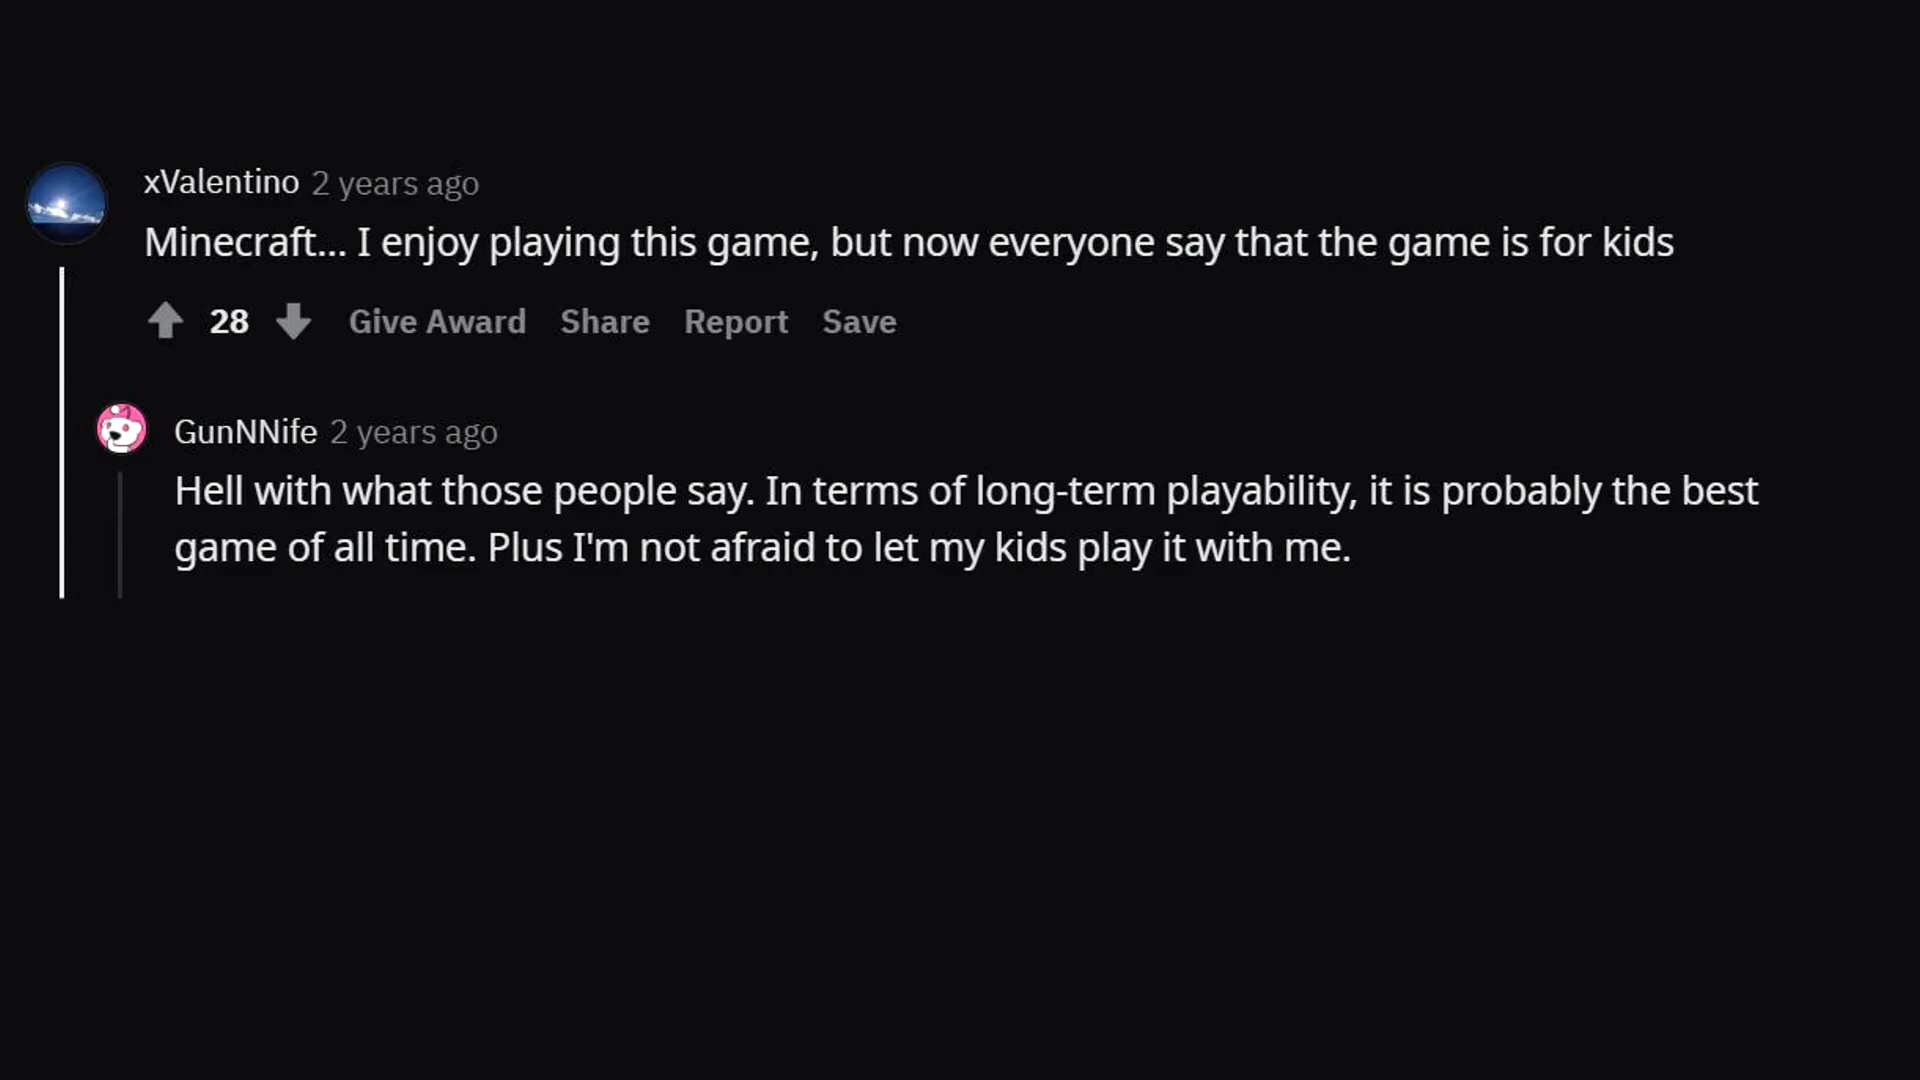 xValentino 2 years ago
Minecraft... I enjoy playing this game, but now everyone say that the game is for kids
28 Give Award Share Report Save
GunNNife 2 years ago
Hell with what those people say. In terms of long-term playability, it is probably the best
game of all time. Plus I'm not afraid to let my kids play it with me.